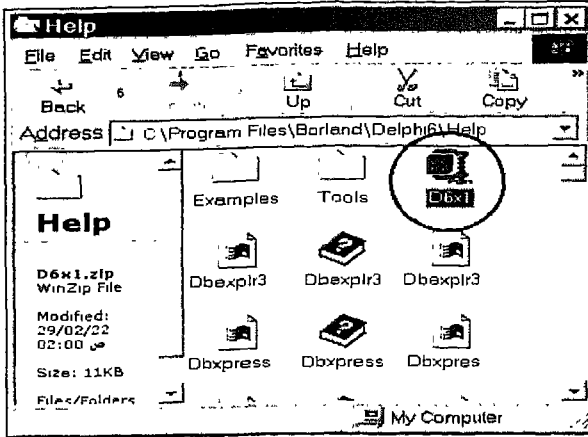 Help
File Edit View Go Favorites Help
Back Up Cut Copy
Address C:\Program Files\Borland\Delphi6\Help
Examples Tools D6x1
Help
D6x1.zip
WinZip File
Dbexplr3 Dbexplr3 Dbexplr3
Modified:
29/02/22
02:00 ص
Dbxpress Dbxpress Dbxpres
Size: 11KB
Files/Folders
My Computer